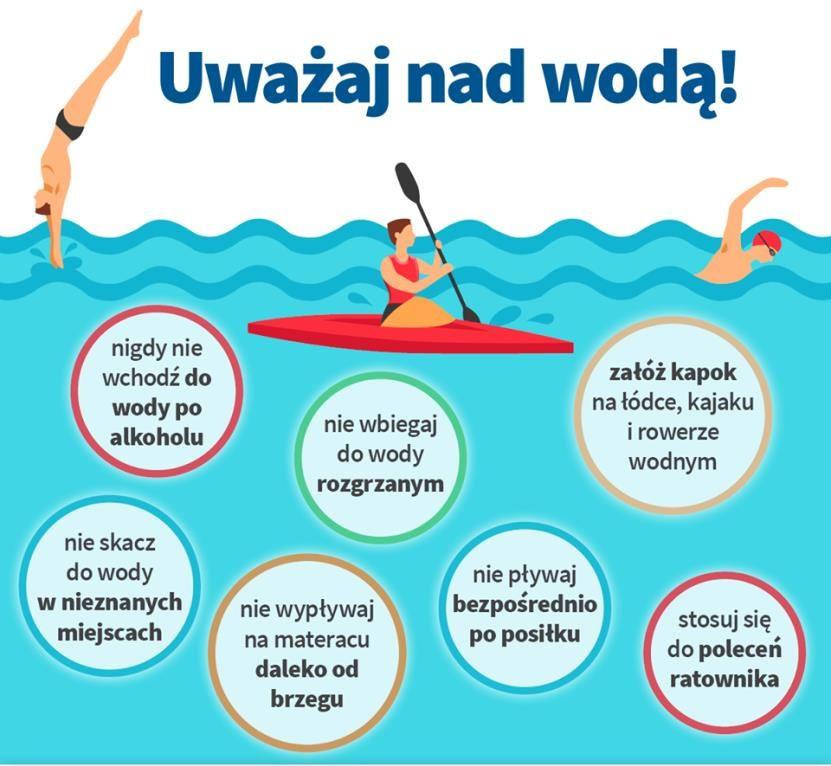 Uważaj nad wodą!
nigdy nie
wchodź do
wody po
alkoholu
nie wbiegaj
do wody
rozgrzanym
załóż kapok
na łódce, kajaku
i rowerze
wodnym
nie skacz
do wody
w nieznanych
miejscach
nie wypływaj
na materacu
daleko od
brzegu
nie pływaj
bezpośrednio
po posiłku
stosuj się
do poleceń
ratownika